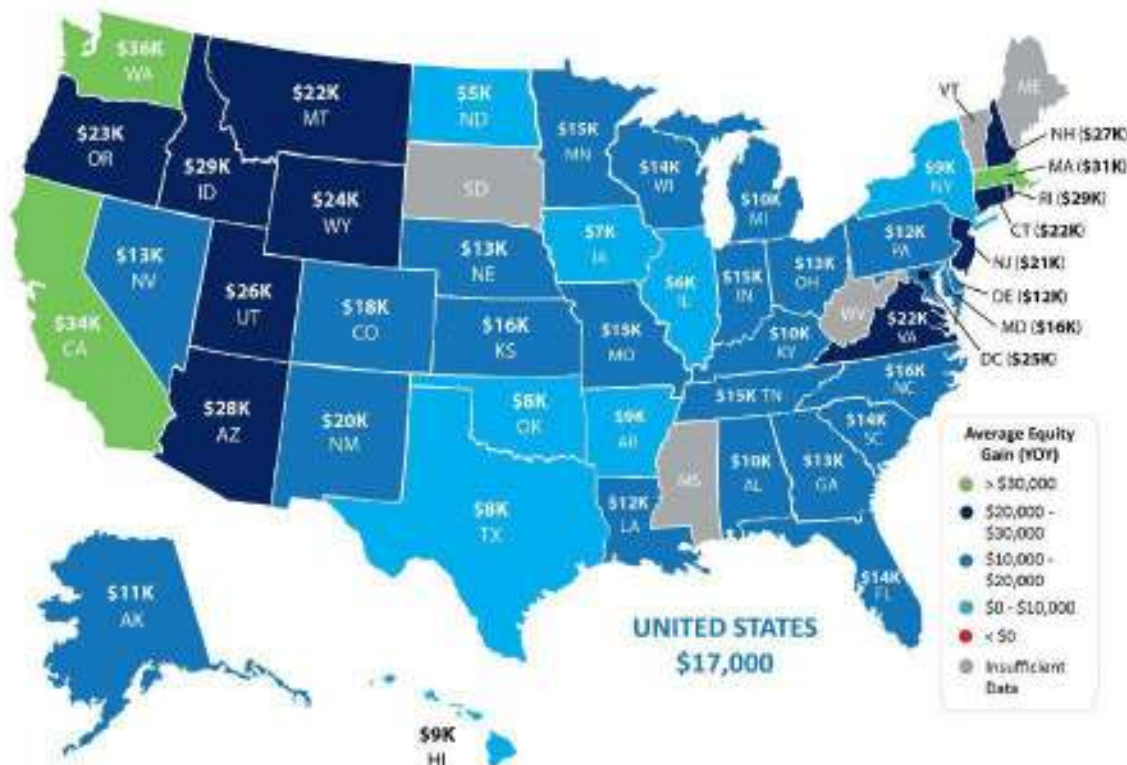 $36K
WA
$23K
OR
$34K
CA
$13K
NV
$29K
ID
$22K
MT
$24K
WY
$26K
UT
$28K
AZ
$18K
CO
$20K
NM
$5K
ND
SD
$13K
NE
$16K
KS
$8K
OK
$8K
TX
$15K
MN
$7K
IA
$15K
MO
$9K
AR
$12K
LA
$14K
WI
$6K
IL
$10K
MI
$15K
IN
$13K
OH
$10K
KY
$15K TN
MS
$10K
AL
$13K
GA
$14K
FL
$14K
SC
$16K
NC
$22K
VA
WV
$12K
PA
$9K
NY
VT
ME
NH ($27K)
MA ($31K)
RI ($29K)
CT ($22K)
NJ ($21K)
DE ($12K)
MD ($16K)
DC ($25K)
$11K
AK
$9K
HI
UNITED STATES
$17,000
Average Equity
Gain (YOY)
> $30,000
$20,000 -
$30,000
$10,000 -
$20,000
$0 - $10,000
< $0
Insufficient
Data